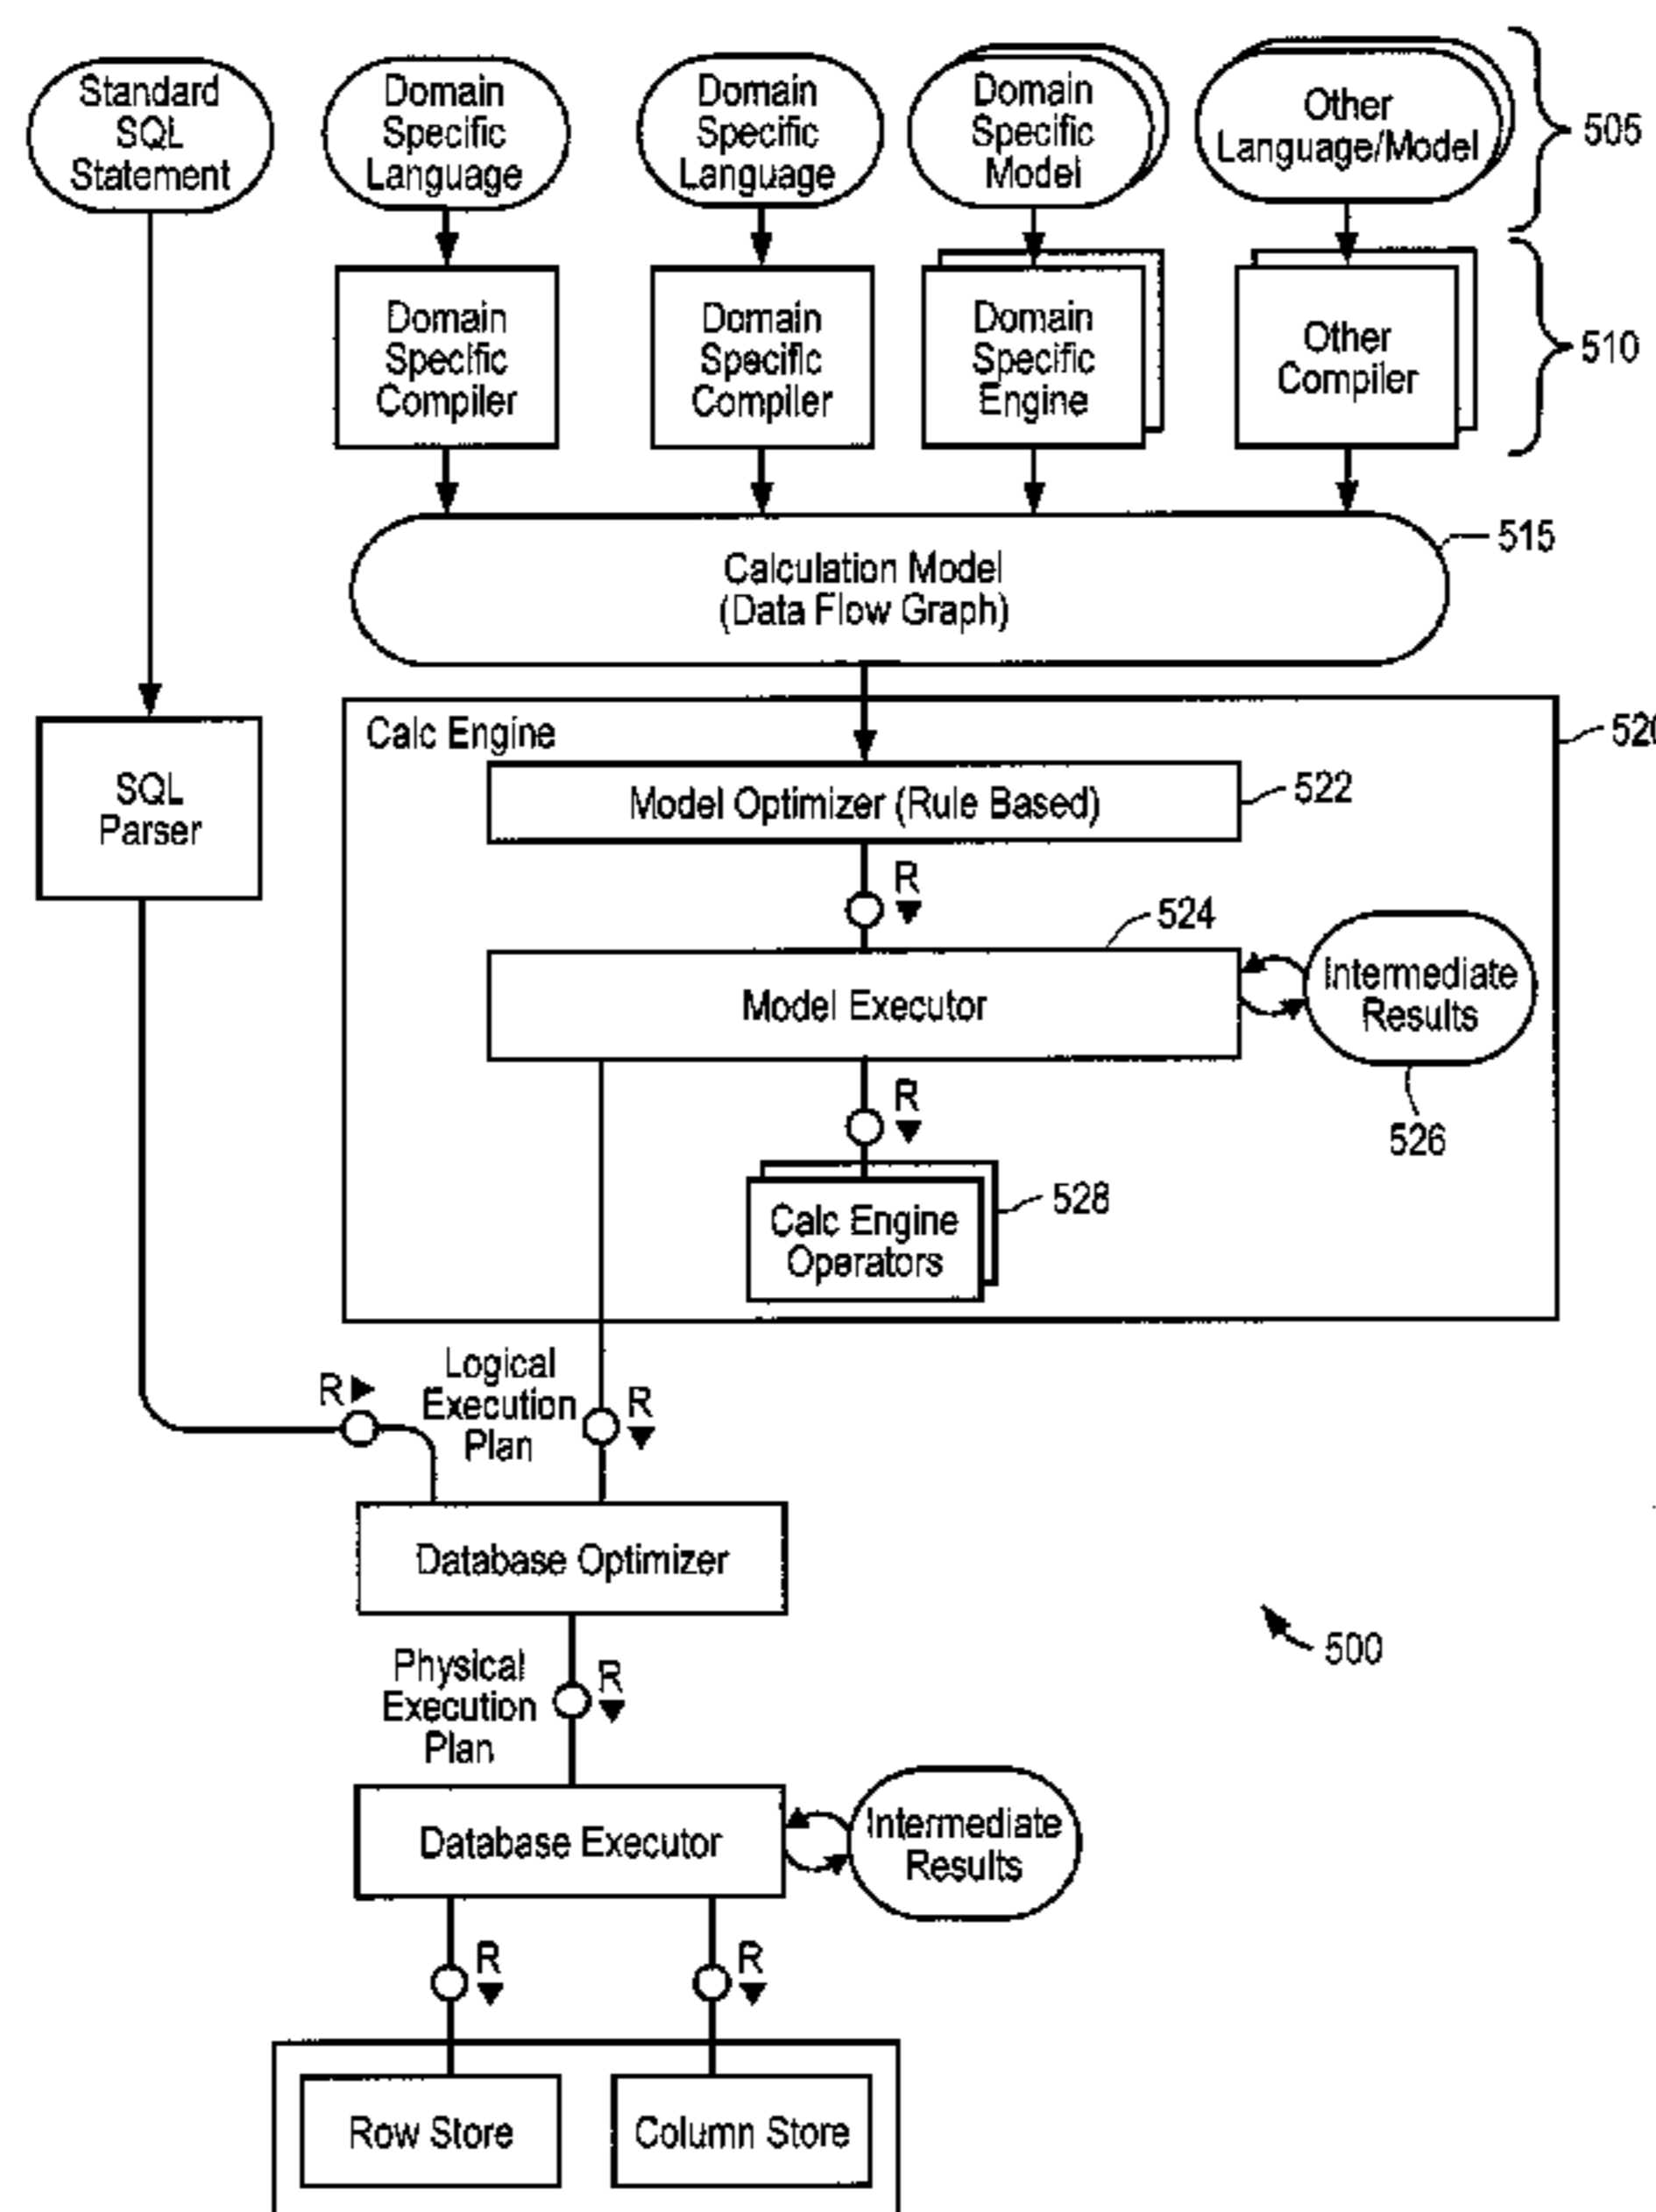 Standard
SQL
Statement
Domain
Specific
Language
Domain
Specific
Language
Domain
Specific
Model
Other
Language/Model
505
Domain
Specific
Compiler
Domain
Specific
Compiler
Domain
Specific
Engine
Other
Compiler
510
Calculation Model
(Data Flow Graph)
515
SQL
Parser
Calc Engine
520
Model Optimizer (Rule Based)
522
R
524
Model Executor
Intermediate
Results
526
R
Calc Engine
Operators
528
R
Logical
Execution
Plan
R
Database Optimizer
500
Physical
Execution
Plan
R
Database Executor
Intermediate
Results
R
R
Row Store
Column Store